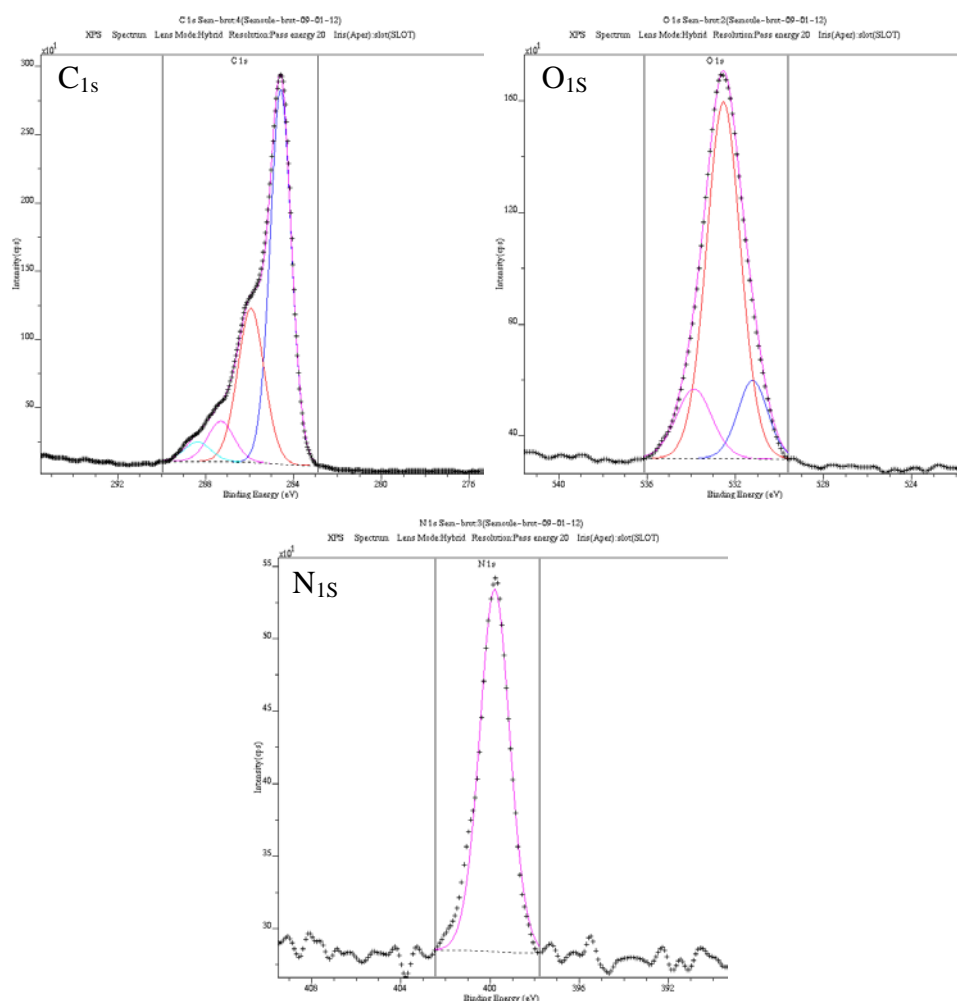 C 1s Sem-brut:4(Semoule-brot-09-01-12)
XPS Spectrum Lens Mode:Hybrid Resolution:Pass energy 20 Iris(Aper):slot(SLOT)
x10¹
C 1s
C1s
300
250
200
150
100
50
Intensity(cps)
292 288 284 280 276
Binding Energy (eV)
O 1s Sem-brot:2(Semoule-brot-09-01-12)
XPS Spectrum Lens Mode:Hybrid Resolution:Pass energy 20 Iris(Aper):slot(SLOT)
x10¹
O 1s
O1S
160
120
80
40
Intensity(cps)
540 536 532 528 524
Binding Energy (eV)
N 1s Sem-brot:3(Semoule-brot-09-01-12)
XPS Spectrum Lens Mode:Hybrid Resolution:Pass energy 20 Iris(Aper):slot(SLOT)
x10¹
N 1s
N1S
55
50
45
40
35
30
Intensity(cps)
408 404 400 396 392
Binding Energy (eV)